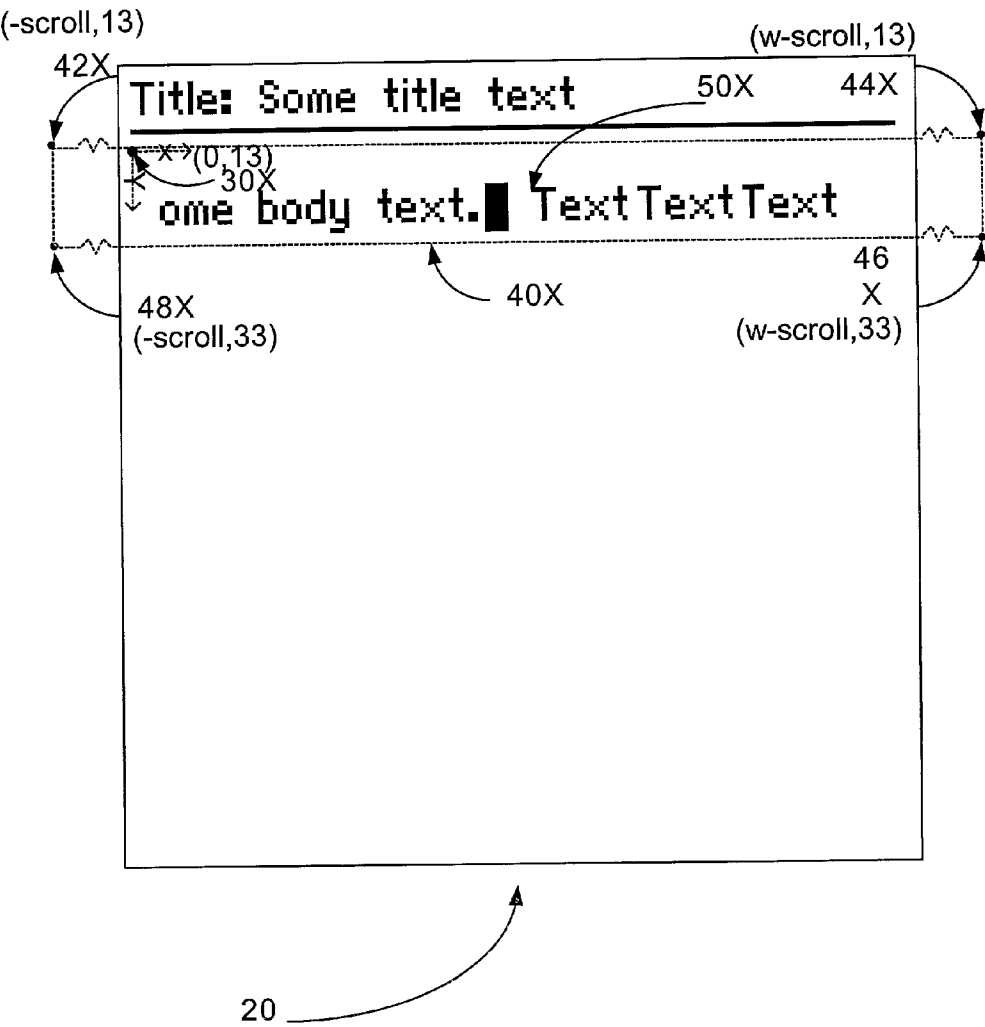 (-scroll,13)
(w-scroll,13)
42X
Title: Some title text
50X
44X
X (0,13)
Y
30X
ome body text. TextTextText
46
X
40X
48X
(-scroll,33)
(w-scroll,33)
20